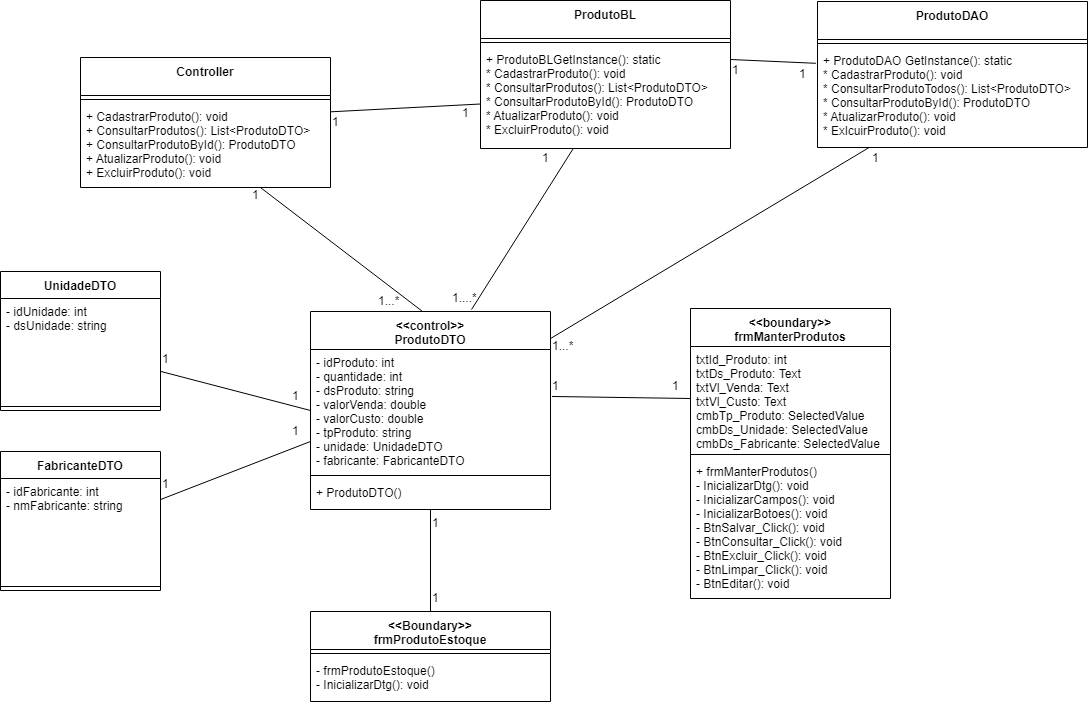 ProdutoBL
+ ProdutoBLGetInstance(): static
* CadastrarProduto(): void
* ConsultarProdutos(): List<ProdutoDTO>
* ConsultarProdutoById(): ProdutoDTO
* AtualizarProduto(): void
* ExcluirProduto(): void
ProdutoDAO
+ ProdutoDAO GetInstance(): static
* CadastrarProduto(): void
* ConsultarProdutoTodos(): List<ProdutoDTO>
* ConsultarProdutoById(): ProdutoDTO
* AtualizarProduto(): void
* ExlcuirProduto(): void
Controller
+ CadastrarProduto(): void
+ ConsultarProdutos(): List<ProdutoDTO>
+ ConsultarProdutoById(): ProdutoDTO
+ AtualizarProduto(): void
+ ExcluirProduto(): void
1
1
1
1
1
1
1
1...*
1....*
1...*
UnidadeDTO
- idUnidade: int
- dsUnidade: string
1
1
FabricanteDTO
- idFabricante: int
- nmFabricante: string
1
1
<<control>>
ProdutoDTO
- idProduto: int
- quantidade: int
- dsProduto: string
- valorVenda: double
- valorCusto: double
- tpProduto: string
- unidade: UnidadeDTO
- fabricante: FabricanteDTO
+ ProdutoDTO()
1
1
<<boundary>>
frmManterProdutos
txtId_Produto: int
txtDs_Produto: Text
txtVl_Venda: Text
txtVl_Custo: Text
cmbTp_Produto: SelectedValue
cmbDs_Unidade: SelectedValue
cmbDs_Fabricante: SelectedValue
+ frmManterProdutos()
- InicializarDtg(): void
- InicializarCampos(): void
- InicializarBotoes(): void
- BtnSalvar_Click(): void
- BtnConsultar_Click(): void
- BtnExcluir_Click(): void
- BtnLimpar_Click(): void
- BtnEditar(): void
1
1
<<Boundary>>
frmProdutoEstoque
- frmProdutoEstoque()
- InicializarDtg(): void